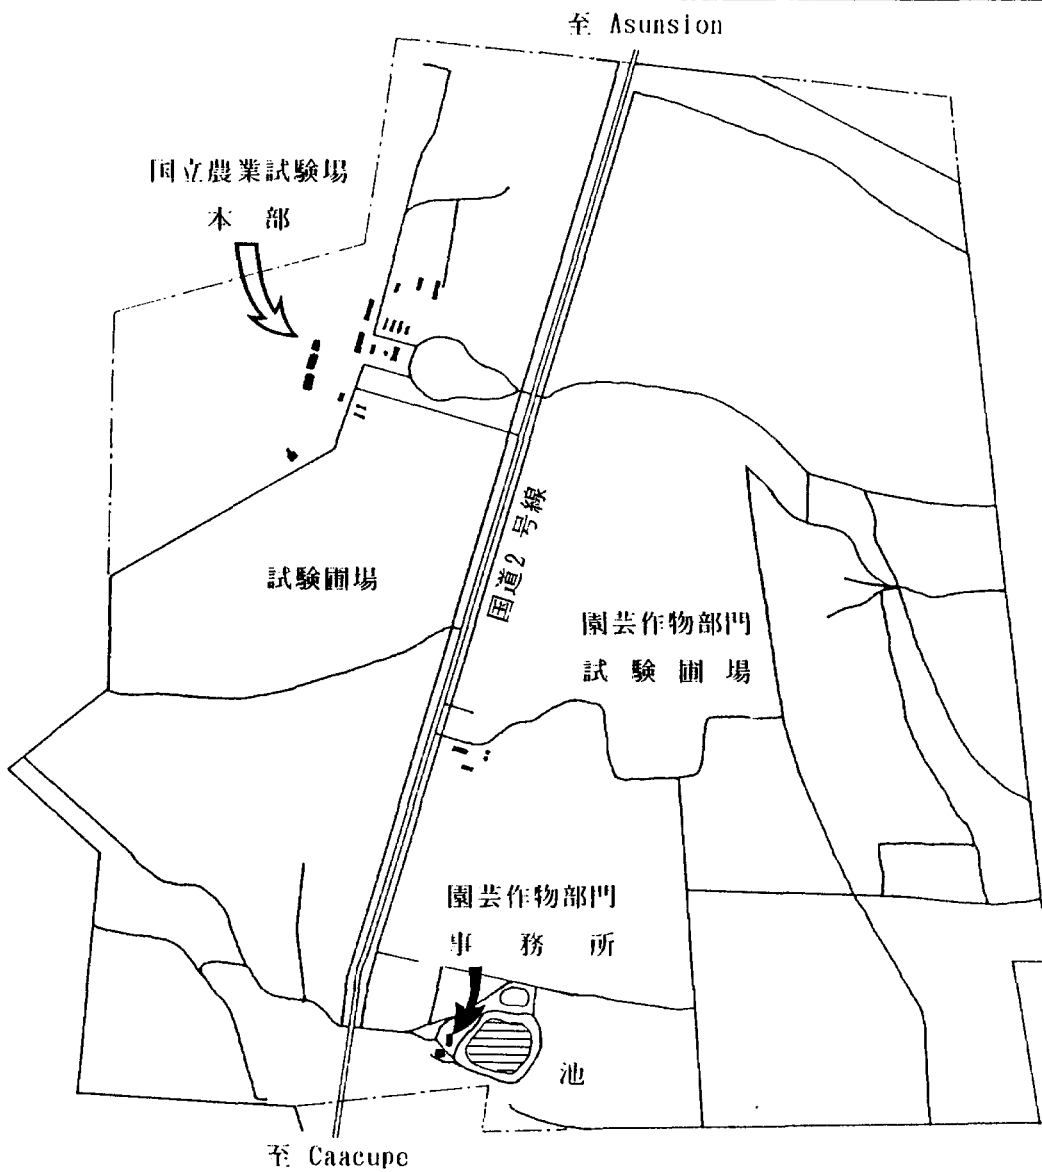 至 Asunsion
国立農業試験場
本部
国道2号線
試験圃場
園芸作物部門
試験圃場
園芸作物部門
事務所
池
至 Caacupe